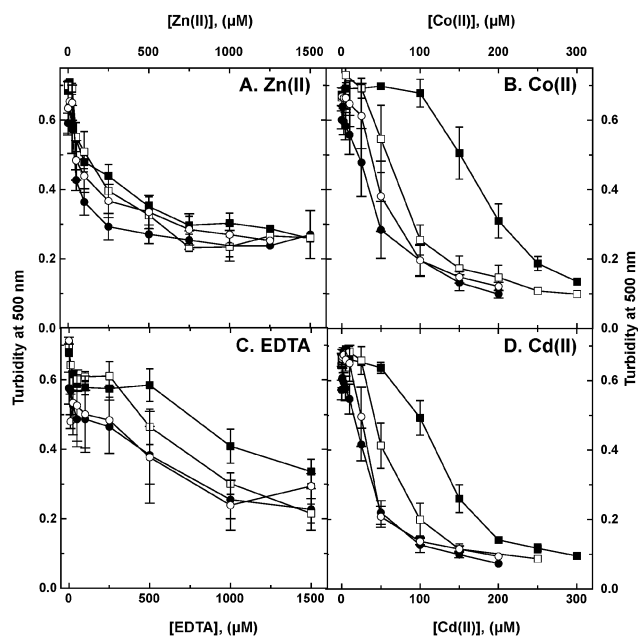 [Zn(II)], (µM) [Co(II)], (µM)
0 500 1000 1500 0 100 200 300
A. Zn(II) B. Co(II)
0.6 0.6
0.4 0.4
0.2 0.2
0.0 0.0
Turbidity at 500 nm Turbidity at 500 nm
C. EDTA D. Cd(II)
0.6 0.6
0.4 0.4
0.2 0.2
0.0 0.0
0 500 1000 1500 0 100 200 300
[EDTA], (µM) [Cd(II)], (µM)